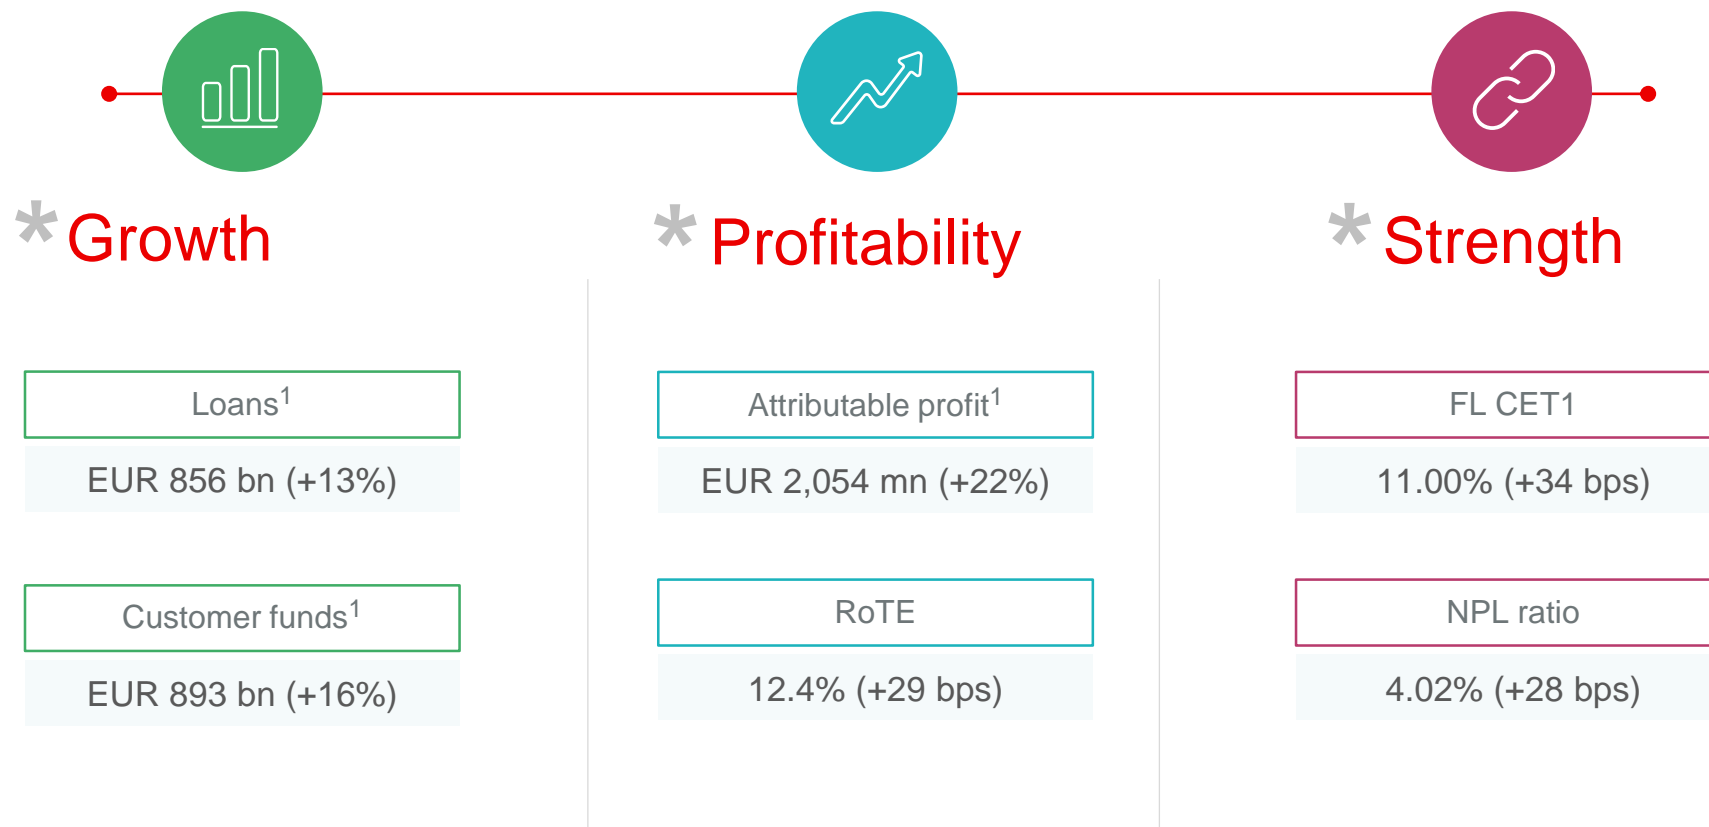 * Growth
Loans¹
EUR 856 bn (+13%)
Customer funds¹
EUR 893 bn (+16%)
* Profitability
Attributable profit¹
EUR 2,054 mn (+22%)
RoTE
12.4% (+29 bps)
* Strength
FL CET1
11.00% (+34 bps)
NPL ratio
4.02% (+28 bps)